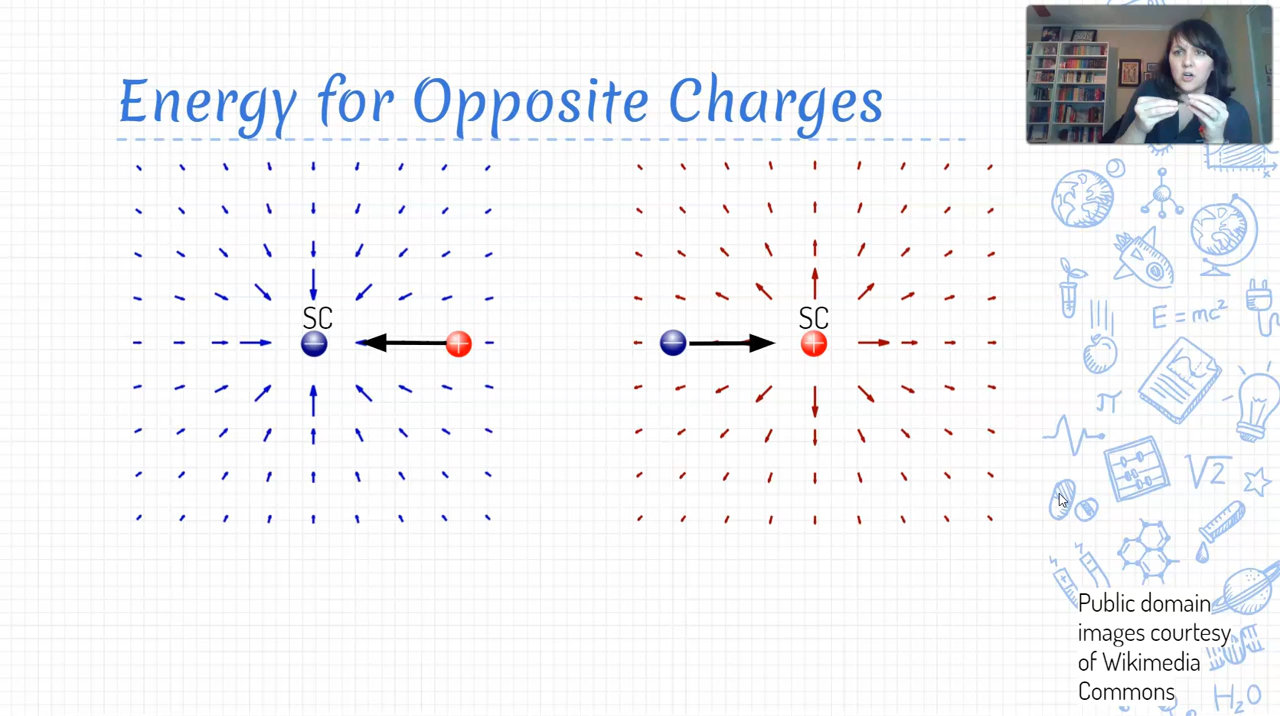 Energy for Opposite Charges
SC
SC
E = mc²
π
√2
x
H₂O
Public domain
images courtesy
of Wikimedia
Commons